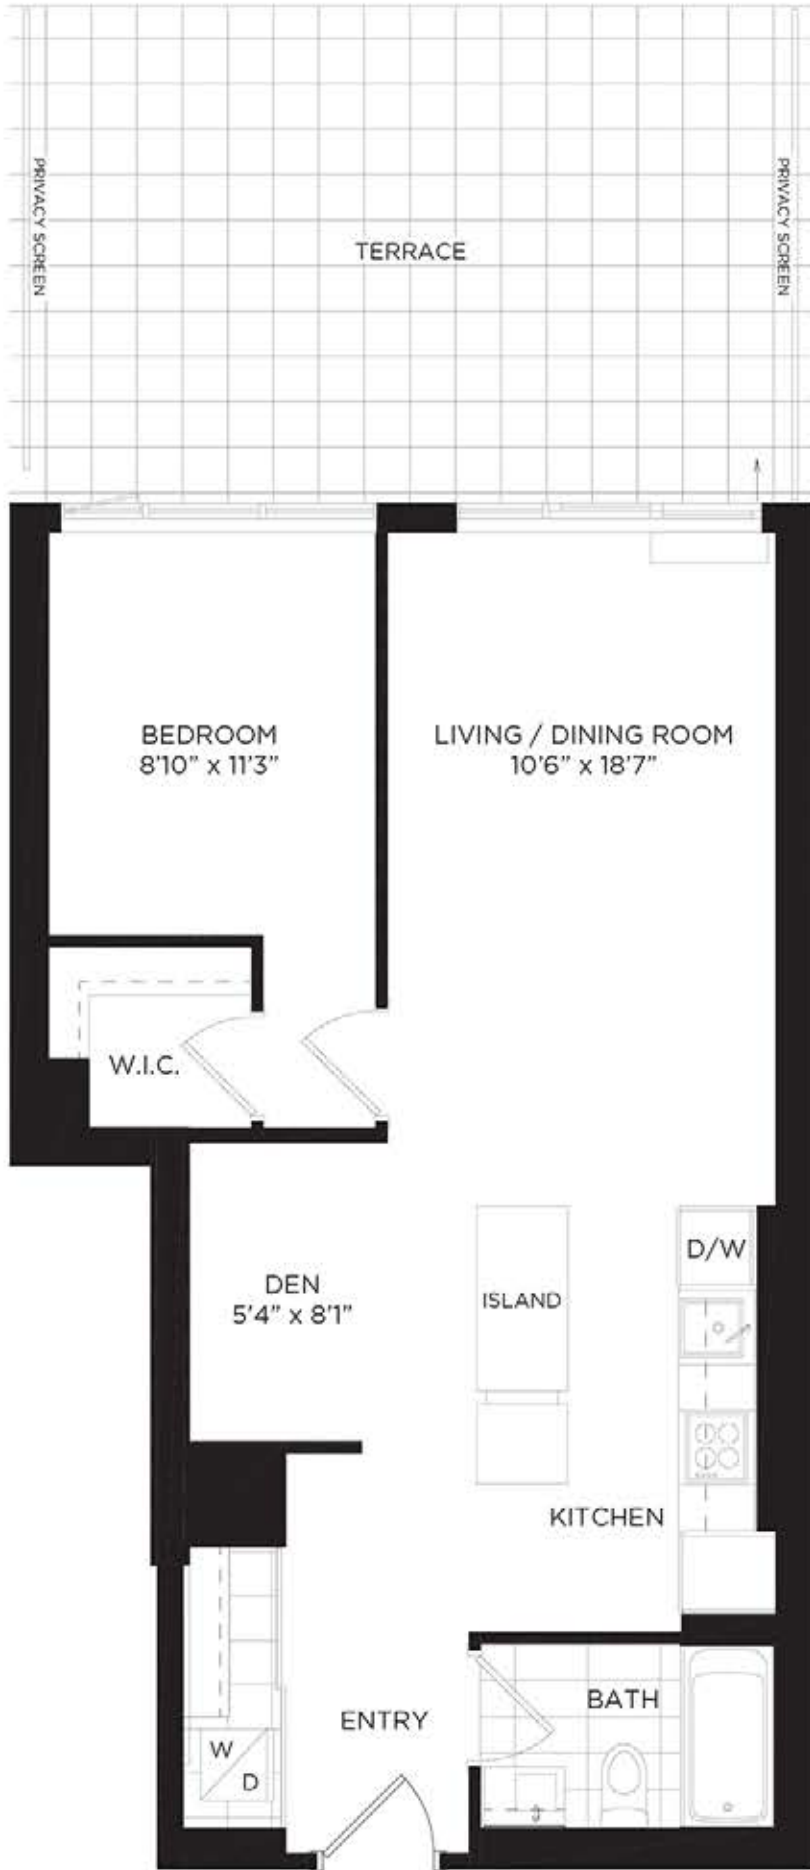 PRIVACY SCREEN
PRIVACY SCREEN
TERRACE
BEDROOM
8'10" x 11'3"
LIVING / DINING ROOM
10'6" x 18'7"
W.I.C.
D/W
DEN
5'4" x 8'1"
ISLAND
KITCHEN
BATH
ENTRY
W
D